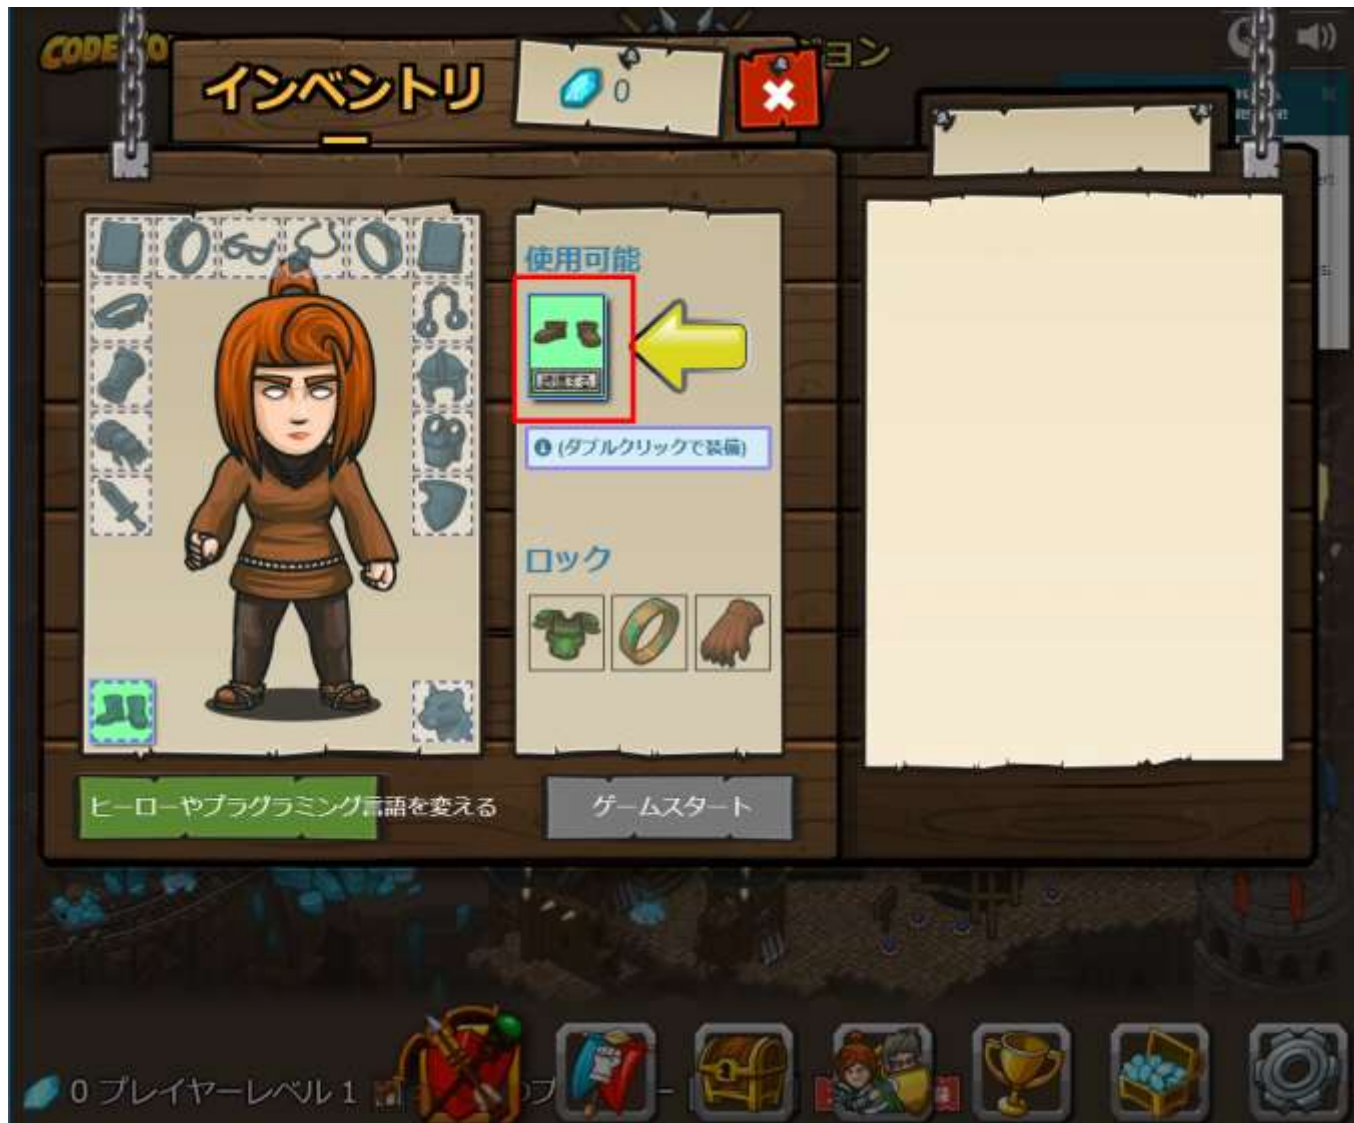 インベントリ
ー
0
使用可能
(ダブルクリックで装備)
ロック
ヒーローやプラグラミング言語を変える
ゲームスタート
0 プレイヤーレベル 1